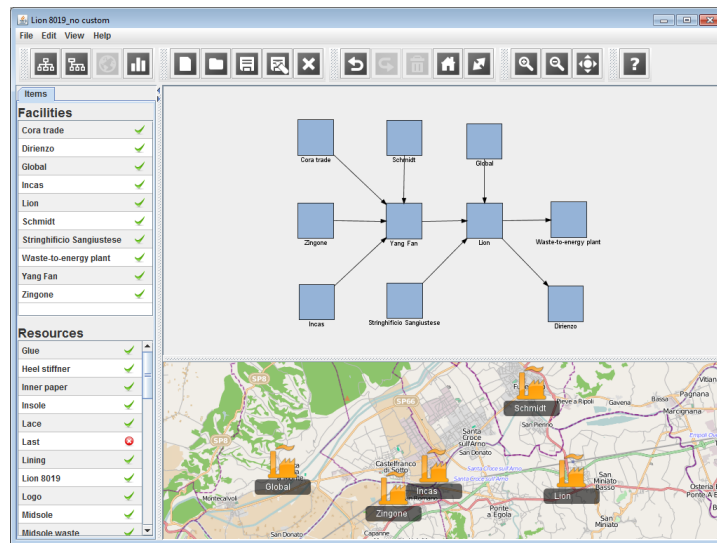 Lion 8019_no custom
File Edit View Help
Items
Facilities
Cora trade
Dirienzo
Global
Incas
Lion
Schmidt
Stringhificio Sangiustese
Waste-to-energy plant
Yang Fan
Zingone
Resources
Glue
Heel stiffner
Inner paper
Insole
Lace
Last
Lining
Lion 8019
Logo
Midsole
Midsole waste
Cora trade
Schmidt
Global
Zingone
Yang Fan
Lion
Waste-to-energy plant
Incas
Stringhificio Sangiustese
Dirienzo
SP8
SP66
Schmidt
Pieve a Ripoli
Gavena
Bassa
Pagnana
Marcignana
San Pierino
Santa
Croce
sull'Arno
San Donato
SP8
Castelfranco
di Sotto
Global
Incas
Lion
San
Miniato
Basso
Zingone
Montecalvoli
Ponte
a Egola
San
Miniato
San Donato
Capanne